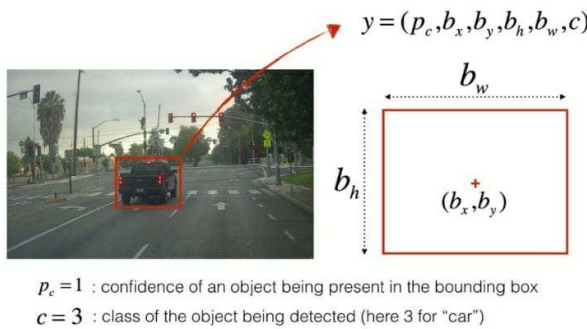 y = (p_c, b_x, b_y, b_h, b_w, c)
b_w
b_h
(b_x, b_y)
p_c = 1 : confidence of an object being present in the bounding box
c = 3 : class of the object being detected (here 3 for “car”)